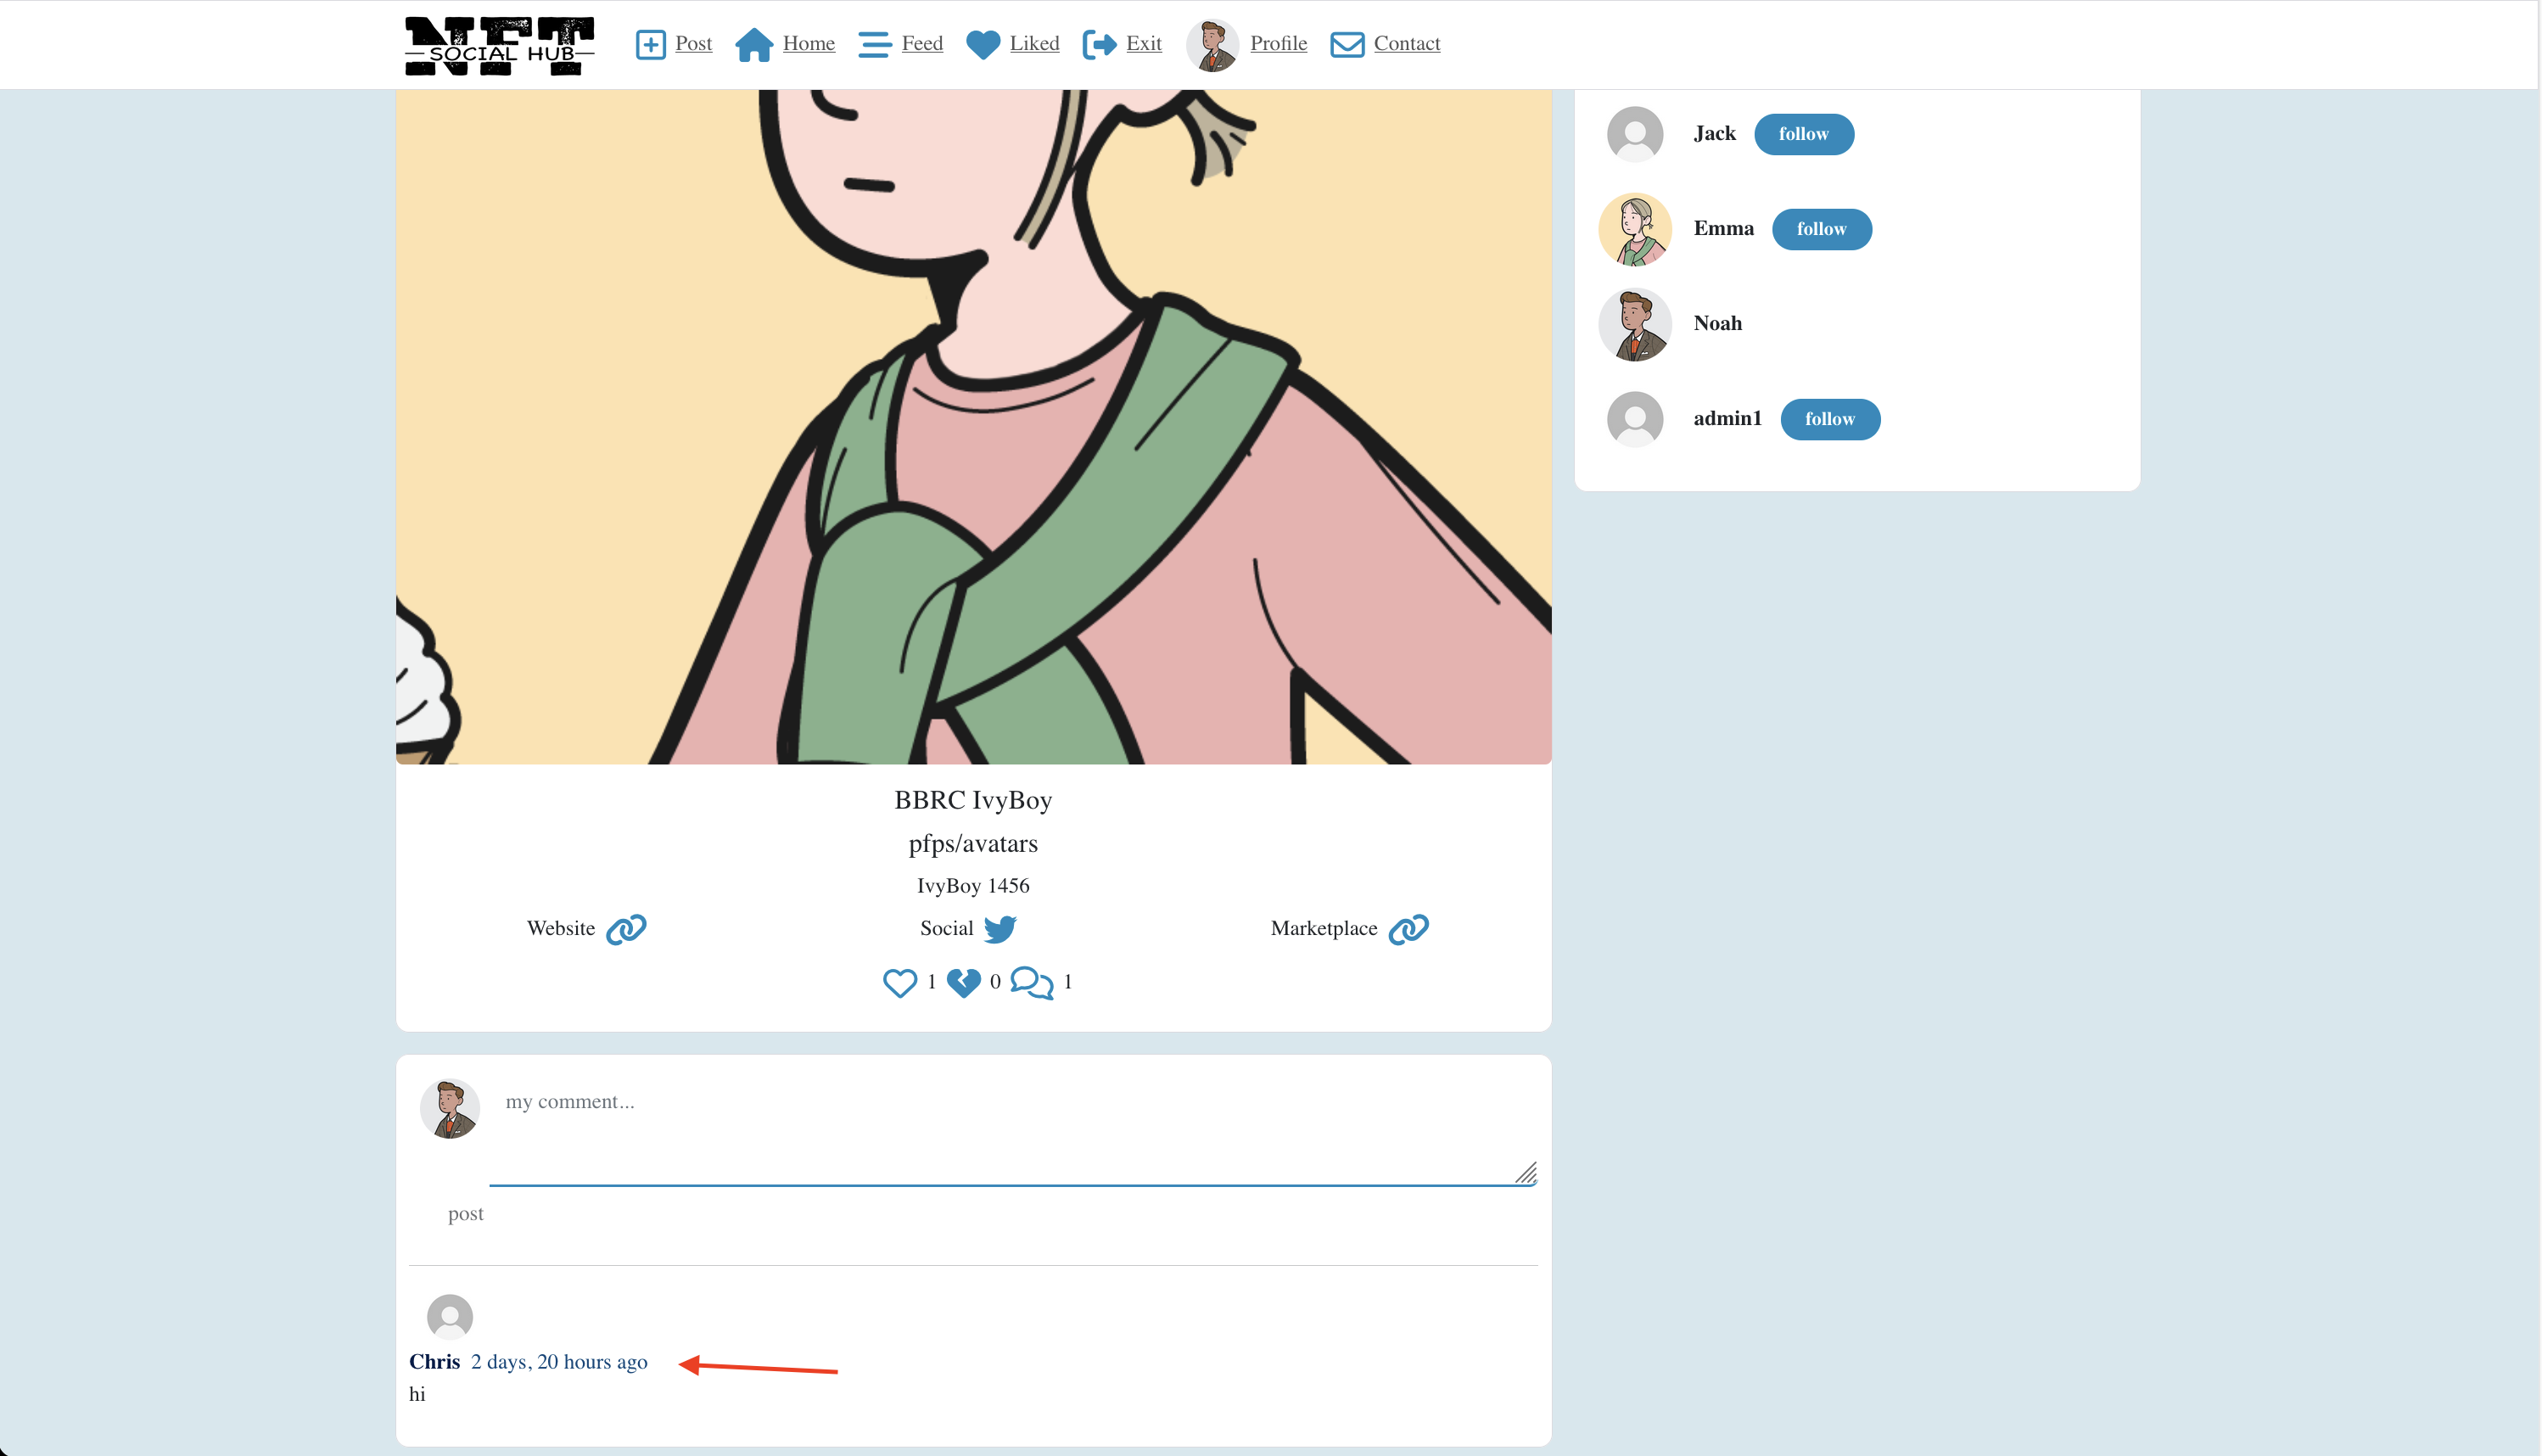 NFT
SOCIAL HUB
Post Home Feed Liked Exit Profile Contact
Jack follow
Emma follow
Noah
admin1 follow
BBRC IvyBoy
pfps/avatars
IvyBoy 1456
Website Social Marketplace
1 0 1
my comment...
post
Chris 2 days, 20 hours ago
hi